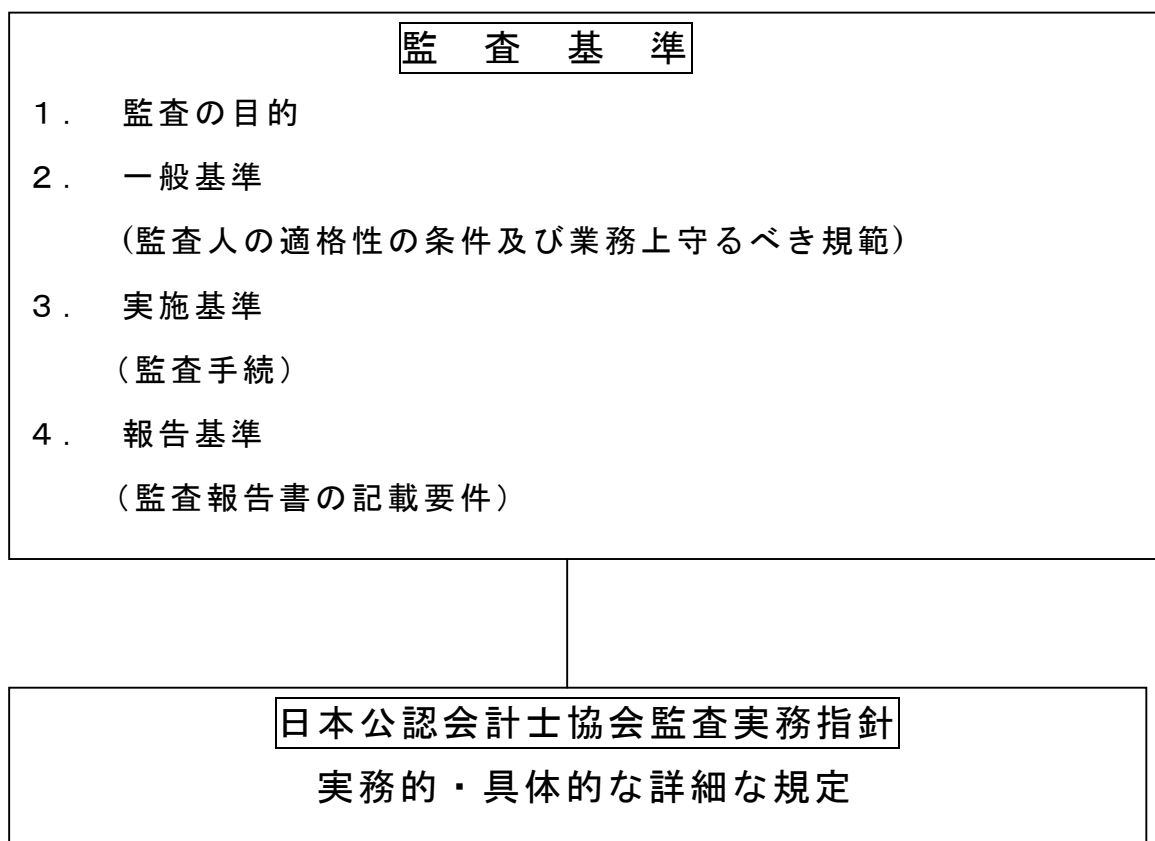 監 査 基 準
１． 監査の目的
２． 一般基準
(監査人の適格性の条件及び業務上守るべき規範)
３． 実施基準
（監査手続）
４． 報告基準
（監査報告書の記載要件）
日本公認会計士協会監査実務指針
実務的・具体的な詳細な規定